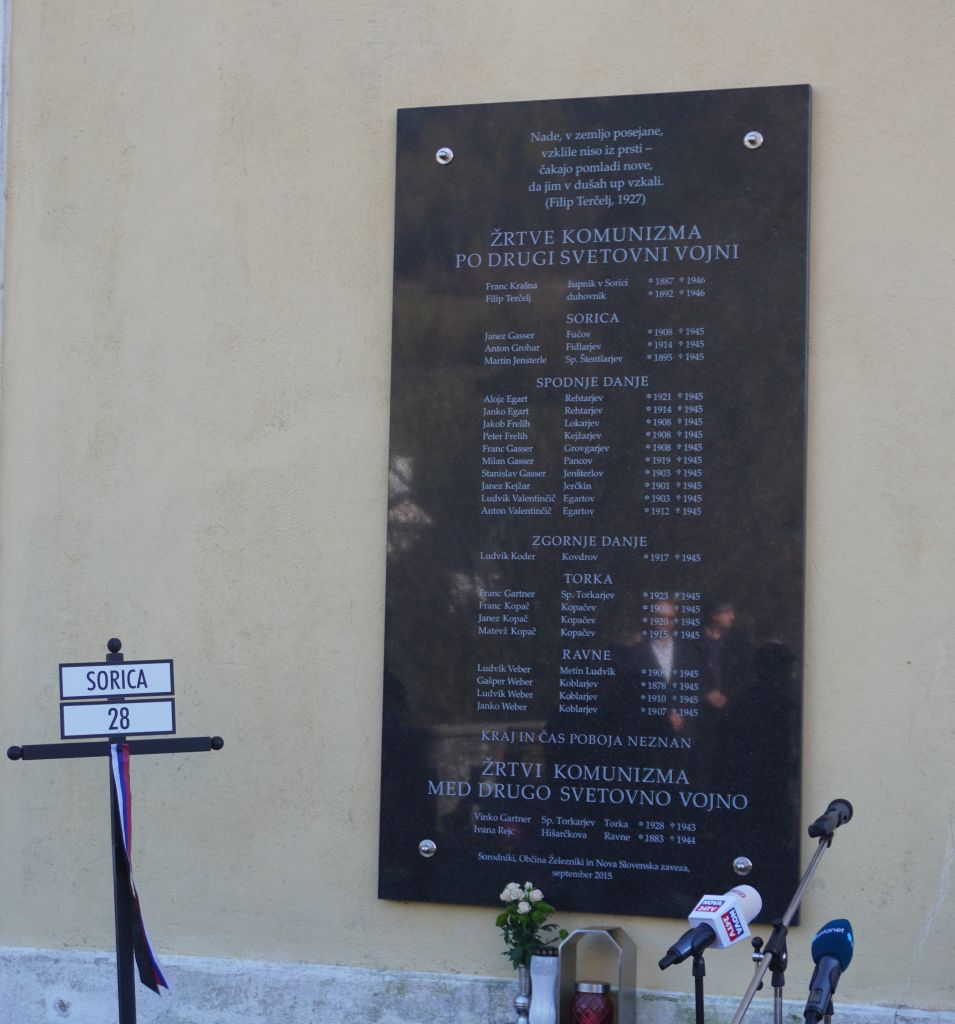 Nade, v zemljo posejane,
vzklile niso iz prsti –
čakajo pomladi nove,
da jim v dušah up vzkali.
(Filip Terčelj, 1927)
ŽRTVE KOMUNIZMA
PO DRUGI SVETOVNI VOJNI
Franc Krašna župnik v Sorici ✡ 1887 ✝ 1946
Filip Terčelj duhovnik ✡ 1892 ✝ 1946
SORICA
Janez Gasser Fučov ✡ 1908 ✝ 1945
Anton Grohar Fidlarjev ✡ 1914 ✝ 1945
Martin Jensterle Sp. Štentlarjev ✡ 1895 ✝ 1945
SPODNJE DANJE
Alojz Egart Rehtarjev ✡ 1921 ✝ 1945
Janko Egart Rehtarjev ✡ 1914 ✝ 1945
Jakob Frelih Lokarjev ✡ 1908 ✝ 1945
Peter Frelih Kejžarjev ✡ 1908 ✝ 1945
Franc Gasser Grovgarjev ✡ 1908 ✝ 1945
Milan Gasser Pancov ✡ 1919 ✝ 1945
Stanislav Gasser Jenšterlov ✡ 1903 ✝ 1945
Janez Kejžar Jerčkin ✡ 1901 ✝ 1945
Ludvik Valentinčič Egartov ✡ 1903 ✝ 1945
Anton Valentinčič Egartov ✡ 1912 ✝ 1945
ZGORNJE DANJE
Ludvik Koder Kovdrov ✡ 1917 ✝ 1945
TORKA
Franc Gartner Sp. Torkarjev ✡ 1923 ✝ 1945
Franc Kopač Kopačev ✡ 1909 ✝ 1945
Janez Kopač Kopačev ✡ 1920 ✝ 1945
Matevž Kopač Kopačev ✡ 1915 ✝ 1945
RAVNE
Ludvik Veber Metin Ludvik ✡ ✝ 1945
Gašper Weber Koblarjev ✡ 1878 ✝ 1945
Ludvik Weber Koblarjev ✡ 1910 ✝ 1945
Janko Weber Koblarjev ✡ 1907 ✝ 1945
KRAJ IN ČAS POBOJA NEZNAN
ŽRTVI KOMUNIZMA
MED DRUGO SVETOVNO VOJNO
Vinko Gartner Sp. Torkarjev Torka ✡ 1928 ✝ 1943
Ivana Rejc Hišarčkova Ravne ✡ 1883 ✝ 1944
Sorodniki, Občina Železniki in Nova Slovenska zaveza,
september 2015
SORICA
28
NOVA
24TV
NOVA
24TV
planet